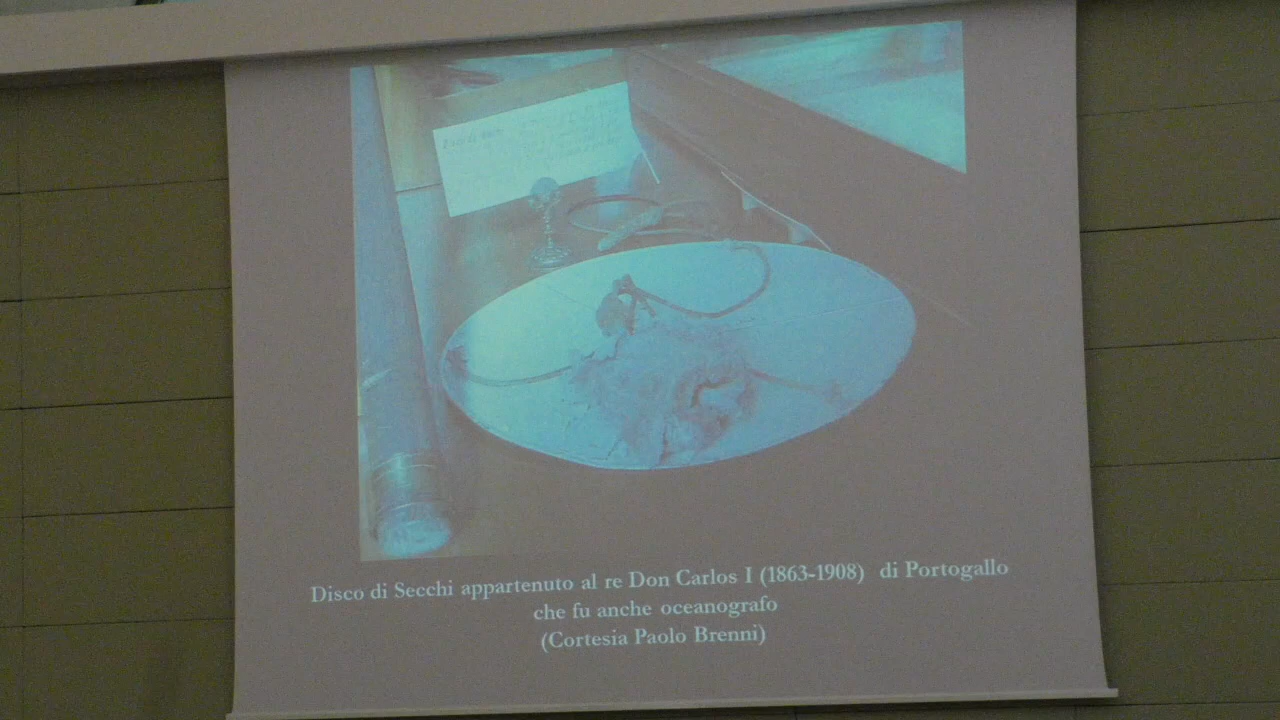 Disco di Secchi appartenuto al re Don Carlos I (1863-1908) di Portogallo
che fu anche oceanografo
(Cortesia Paolo Brenni)